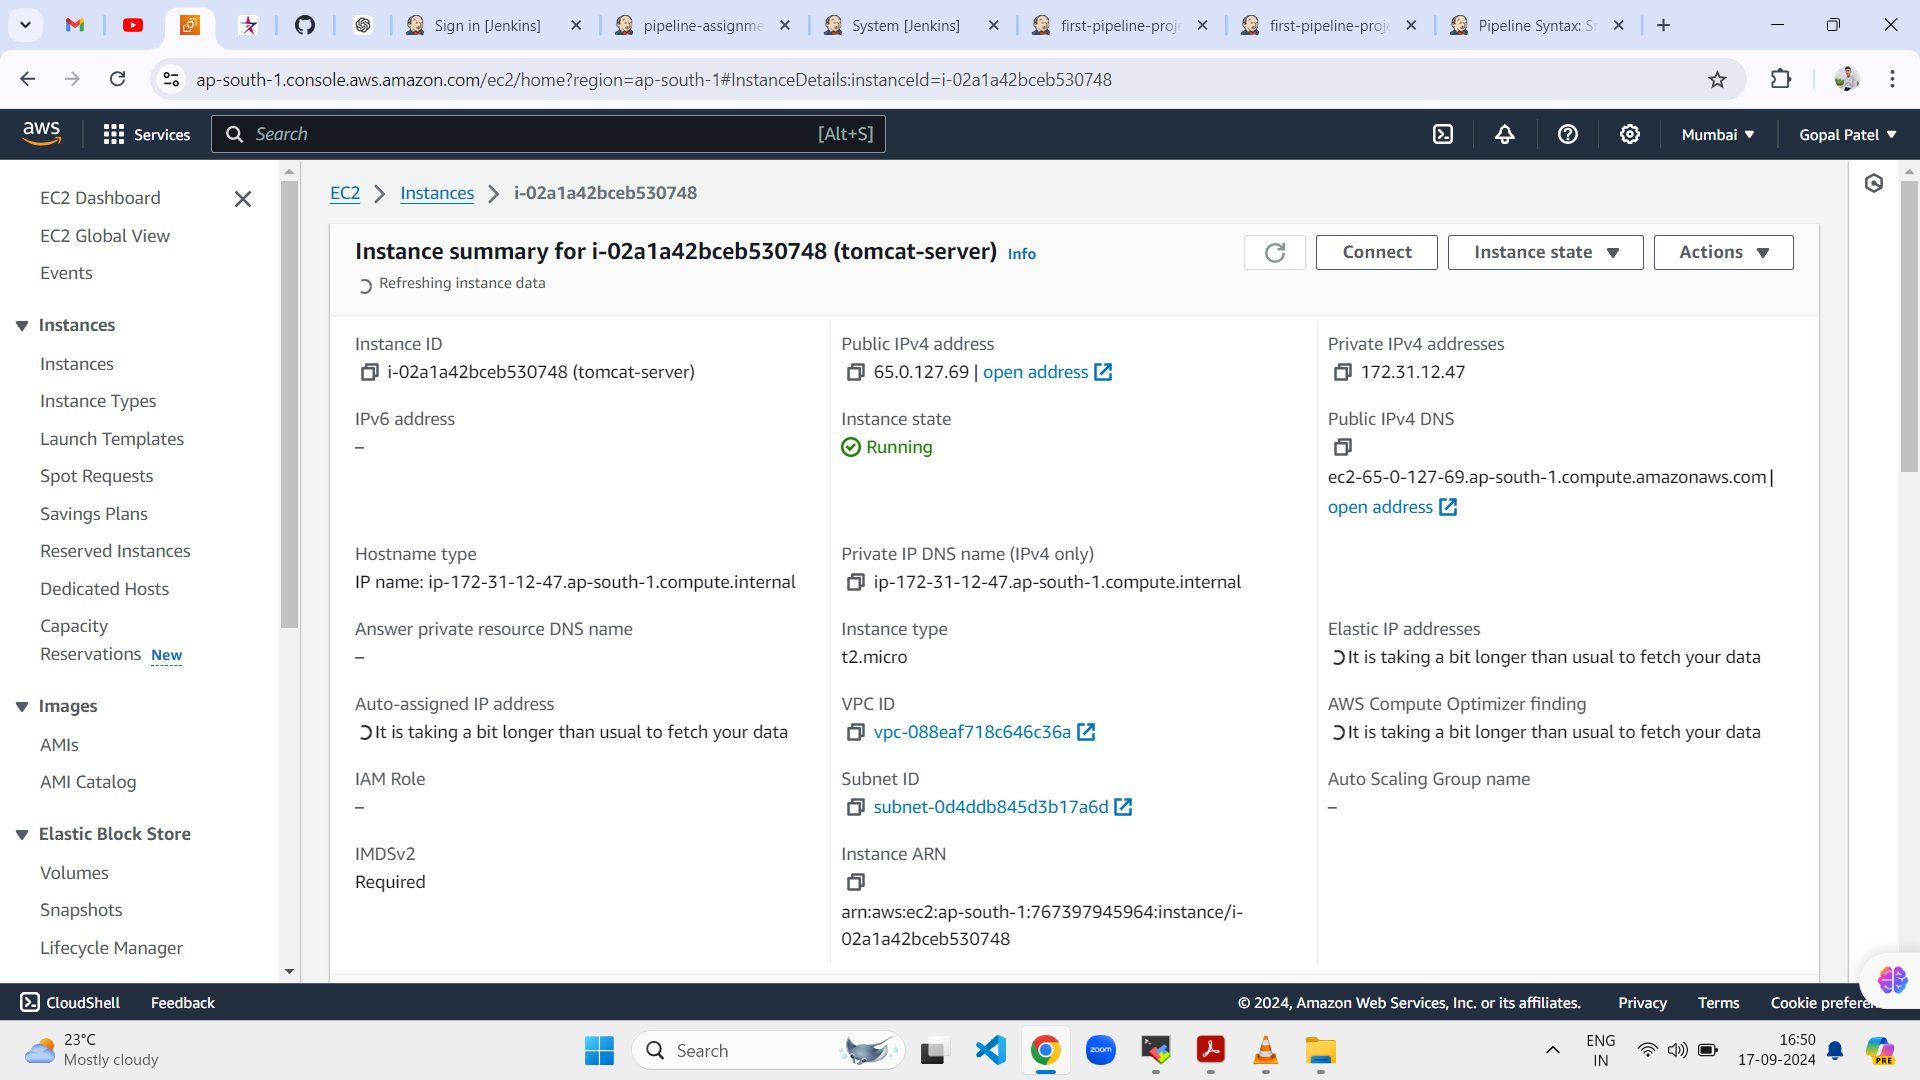 Sign in [Jenkins]
pipeline-assignme
System [Jenkins]
first-pipeline-proje
first-pipeline-proje
Pipeline Syntax: Sn
ap-south-1.console.aws.amazon.com/ec2/home?region=ap-south-1#InstanceDetails:instanceId=i-02a1a42bceb530748
aws
Services
Search
[Alt+S]
Mumbai
Gopal Patel
EC2 Dashboard
EC2 Global View
Events
Instances
Instances
Instance Types
Launch Templates
Spot Requests
Savings Plans
Reserved Instances
Dedicated Hosts
Capacity
Reservations New
Images
AMIs
AMI Catalog
Elastic Block Store
Volumes
Snapshots
Lifecycle Manager
EC2 Instances i-02a1a42bceb530748
Instance summary for i-02a1a42bceb530748 (tomcat-server) Info
Refreshing instance data
Connect
Instance state
Actions
Instance ID
i-02a1a42bceb530748 (tomcat-server)
Public IPv4 address
65.0.127.69 | open address
Private IPv4 addresses
172.31.12.47
IPv6 address
–
Instance state
Running
Public IPv4 DNS
ec2-65-0-127-69.ap-south-1.compute.amazonaws.com |
open address
Hostname type
IP name: ip-172-31-12-47.ap-south-1.compute.internal
Private IP DNS name (IPv4 only)
ip-172-31-12-47.ap-south-1.compute.internal
Answer private resource DNS name
–
Instance type
t2.micro
Elastic IP addresses
It is taking a bit longer than usual to fetch your data
Auto-assigned IP address
It is taking a bit longer than usual to fetch your data
VPC ID
vpc-088eaf718c646c36a
AWS Compute Optimizer finding
It is taking a bit longer than usual to fetch your data
IAM Role
–
Subnet ID
subnet-0d4ddb845d3b17a6d
Auto Scaling Group name
–
IMDSv2
Required
Instance ARN
arn:aws:ec2:ap-south-1:767397945964:instance/i-
02a1a42bceb530748
CloudShell
Feedback
© 2024, Amazon Web Services, Inc. or its affiliates.
Privacy
Terms
Cookie preferen
23°C
Mostly cloudy
Search
zoom
ENG
IN
16:50
17-09-2024
PRE